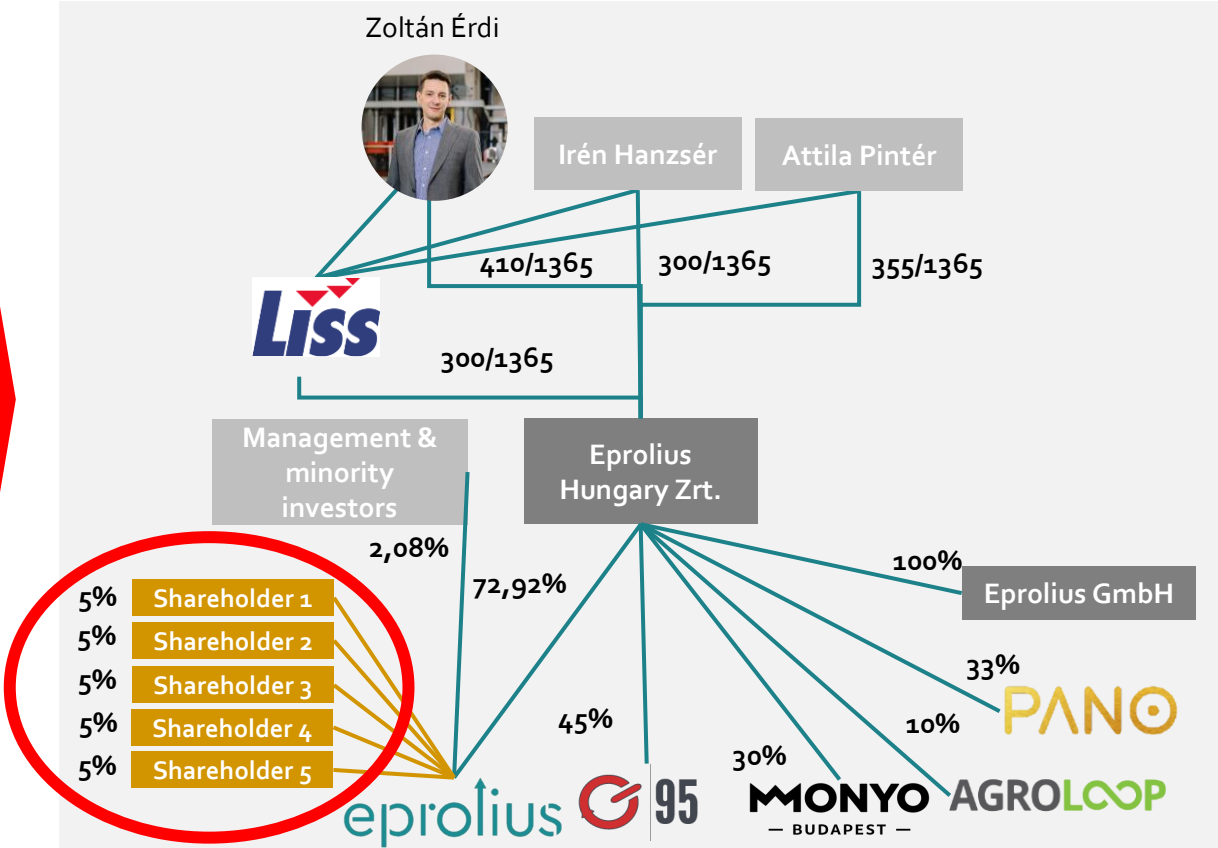 Zoltán Érdi
Irén Hanzsér
Attila Pintér
410/1365
300/1365
355/1365
Liss
300/1365
Management &
minority
investors
Eprolius
Hungary Zrt.
2,08%
72,92%
100%
Eprolius GmbH
5% Shareholder 1
5% Shareholder 2
5% Shareholder 3
5% Shareholder 4
5% Shareholder 5
33%
PANO
45%
10%
30%
eprolius
95
MONYO
— BUDAPEST —
AGROLOOP